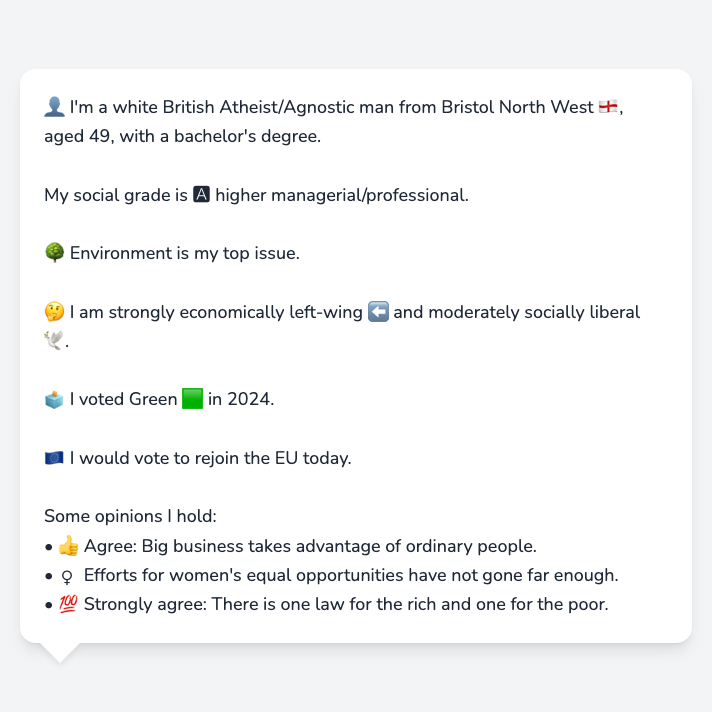 👤 I'm a white British Atheist/Agnostic man from Bristol North West 🏴󠁧󠁢󠁥󠁮󠁧󠁿,
aged 49, with a bachelor's degree.
My social grade is 🅰 higher managerial/professional.
🌳 Environment is my top issue.
🤔 I am strongly economically left-wing ⬅️ and moderately socially liberal
🕊️.
🗳️ I voted Green 🟩 in 2024.
🇪🇺 I would vote to rejoin the EU today.
Some opinions I hold:
• 👍 Agree: Big business takes advantage of ordinary people.
• ♀ Efforts for women's equal opportunities have not gone far enough.
• 💯 Strongly agree: There is one law for the rich and one for the poor.